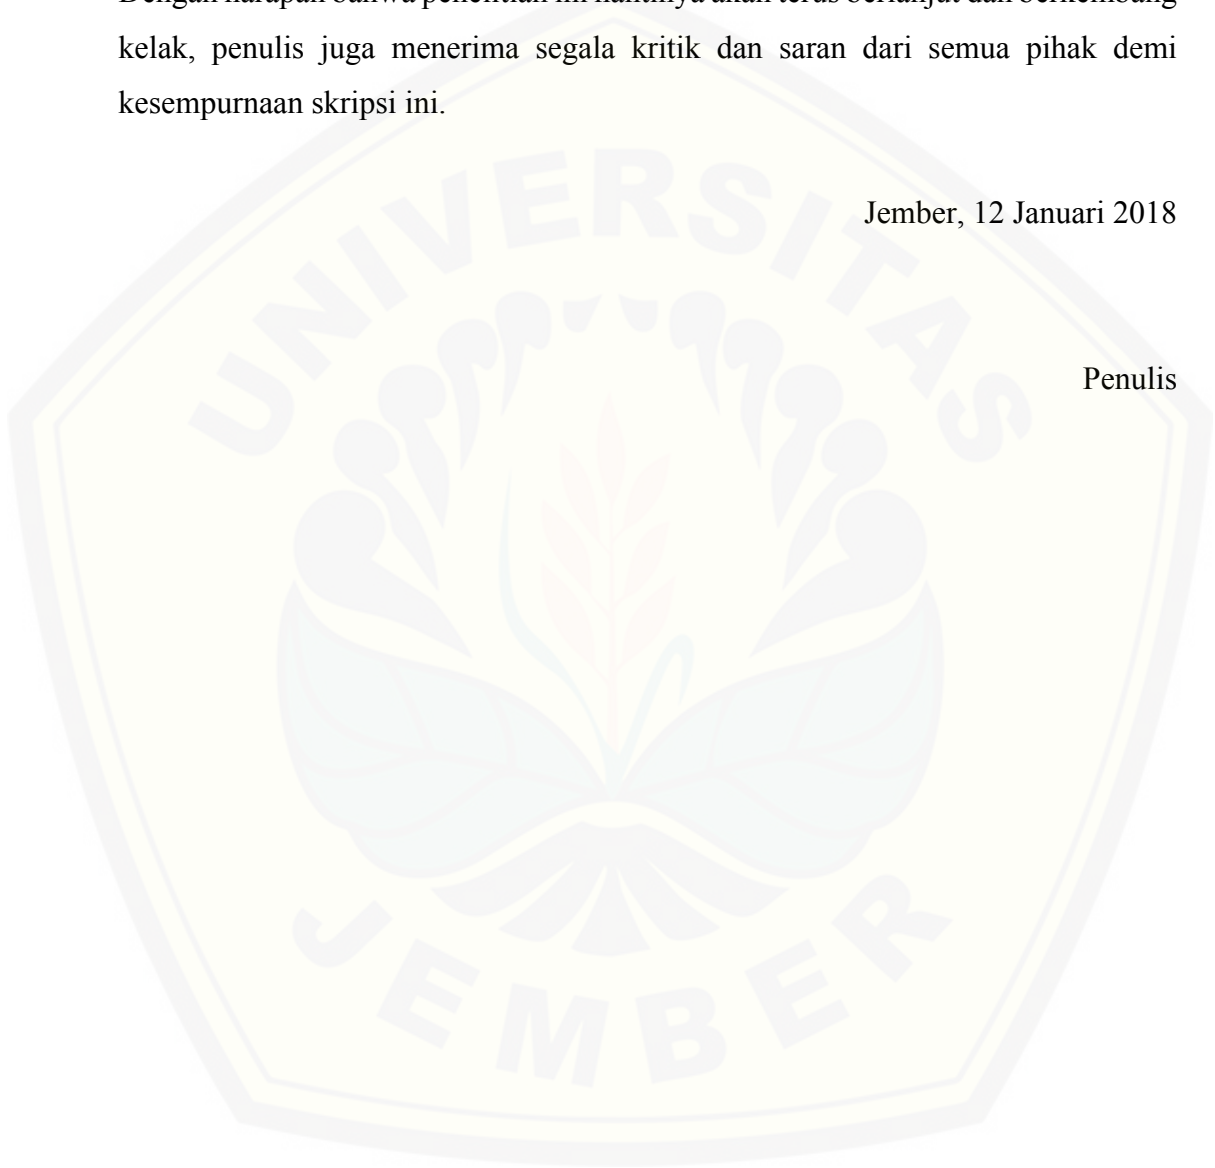 Dengan harapan bahwa penelitian ini nantinya akan terus berlanjut dan berkembang
kelak, penulis juga menerima segala kritik dan saran dari semua pihak demi
kesempurnaan skripsi ini.
Jember, 12 Januari 2018
Penulis
UNIVERSITAS
JEMBER